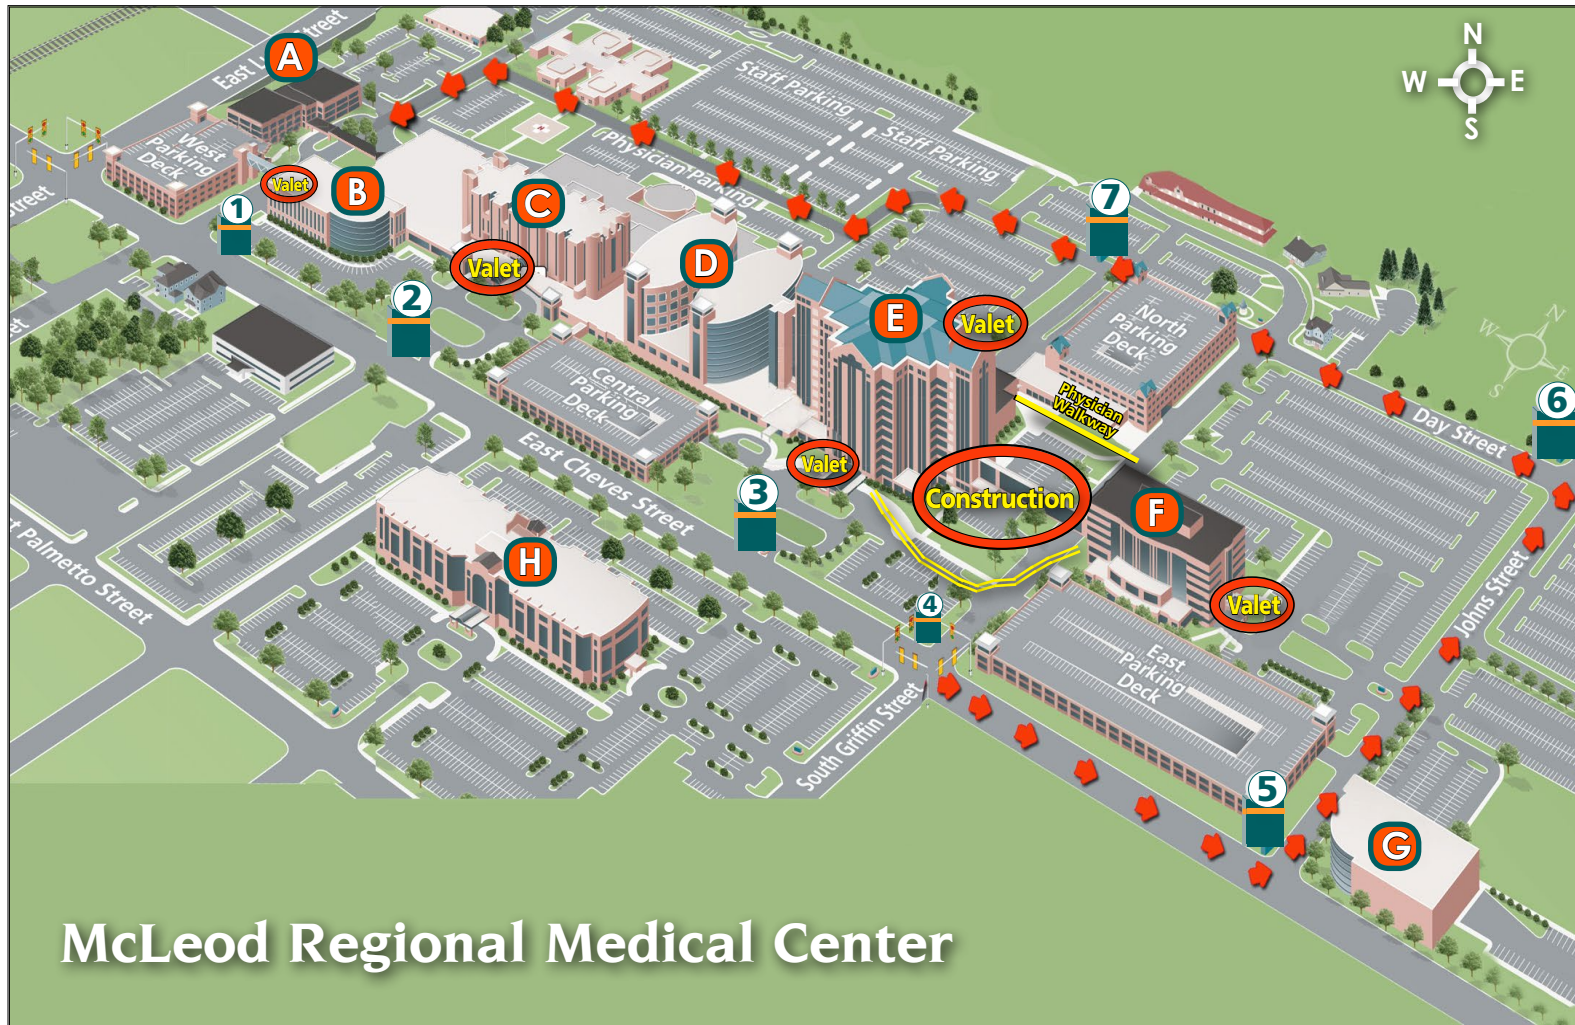 N
W E
S
East L
Street
A
Staff Parking
Staff Parking
Physician Parking
West
Parking
Deck
Valet
B
C
1
7
Street
Valet
D
2
E
Valet
North
Parking
Deck
N
W
E
S
Central
Parking
Deck
Physician
Walkway
Day Street
6
East Cheves Street
Valet
Construction
3
F
H
Palmetto Street
4
Valet
Johns Street
East
Parking
Deck
South Griffin Street
5
G
McLeod Regional Medical Center